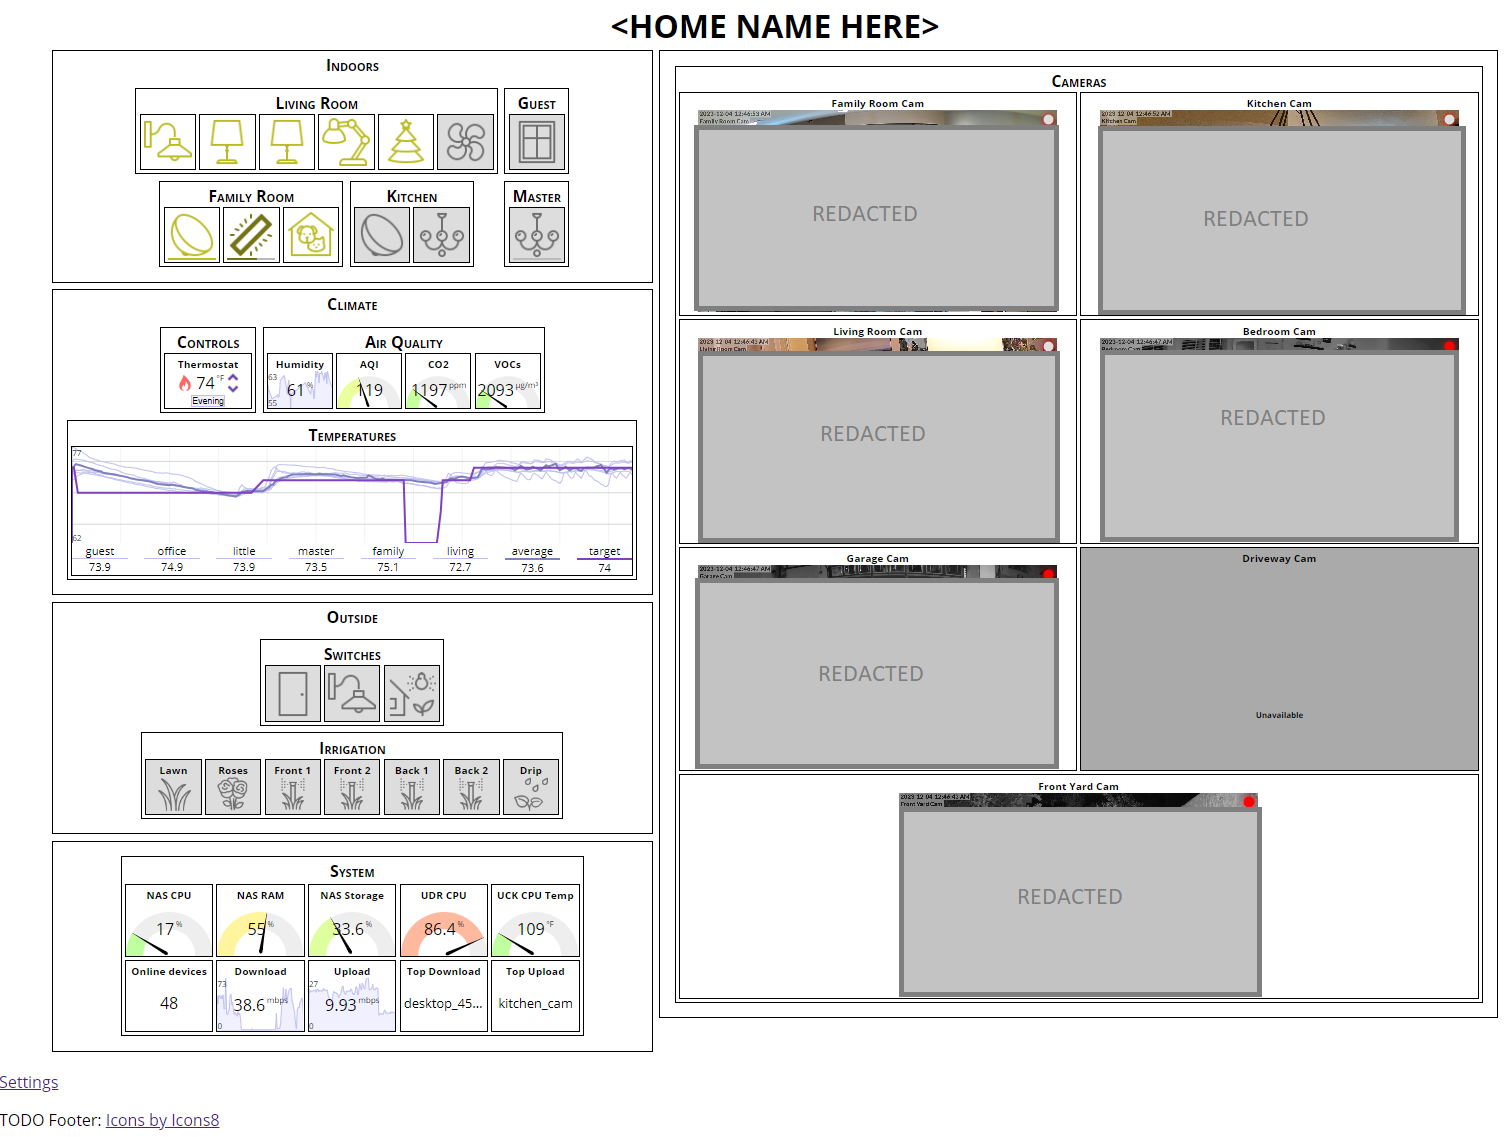 <HOME NAME HERE>
Indoors
Living Room
Guest
Family Room
Kitchen
Master
Climate
Controls
Air Quality
Thermostat
74 °F
Evening
Humidity
63
61 %
55
AQI
119
CO2
1197 ppm
VOCs
2093 µg/m³
Temperatures
77
62
guest office little master family living average target
73.9 74.9 73.9 73.5 75.1 72.7 73.6 74
Outside
Switches
Irrigation
Lawn Roses Front 1 Front 2 Back 1 Back 2 Drip
System
NAS CPU NAS RAM NAS Storage UDR CPU UCK CPU Temp
17 % 55 % 33.6 % 86.4 % 109 °F
Online devices Download Upload Top Download Top Upload
73 27
48 38.6 mbps 9.93 mbps desktop_45... kitchen_cam
0 0
Cameras
Family Room Cam
2023-12-04 12:46:53 AM
Family Room Cam
REDACTED
Kitchen Cam
2023-12-04 12:46:52 AM
Kitchen Cam
REDACTED
Living Room Cam
2023-12-04 12:46:43 AM
Living Room Cam
REDACTED
Bedroom Cam
2023-12-04 12:46:47 AM
Bedroom Cam
REDACTED
Garage Cam
2023-12-04 12:46:47 AM
Garage Cam
REDACTED
Driveway Cam
Unavailable
Front Yard Cam
2023-12-04 12:46:43 AM
Front Yard Cam
REDACTED
Settings
TODO Footer: Icons by Icons8